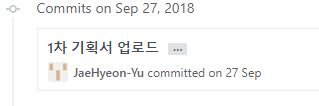 Commits on Sep 27, 2018
1차 기획서 업로드 ...
JaeHyeon-Yu committed on 27 Sep